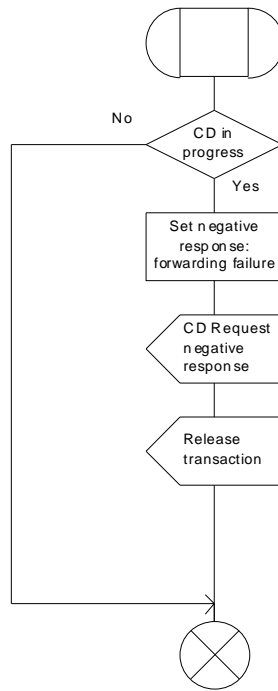 No
CD in
progress
Yes
Set negative
response:
forwarding failure
CD Request
negative
response
Release
transaction